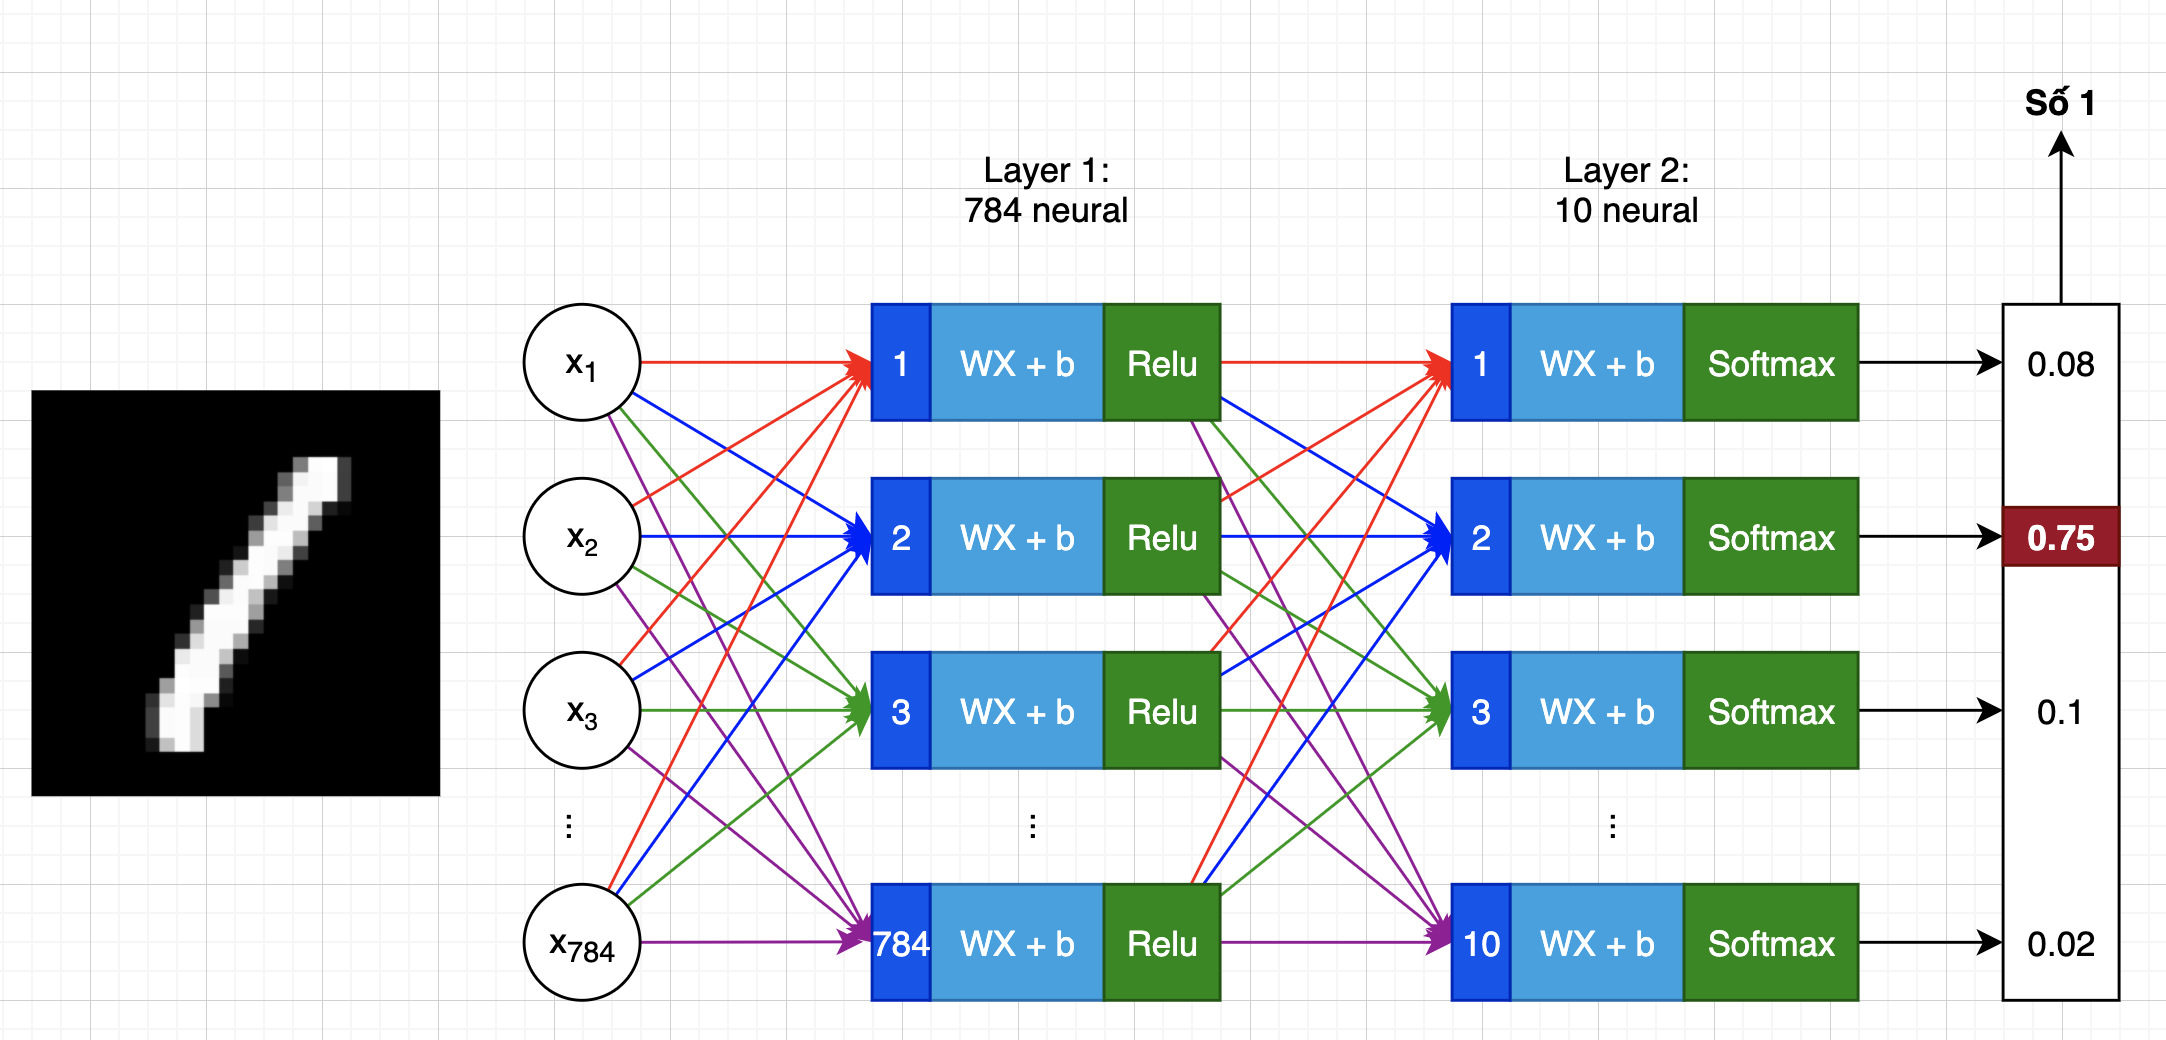 Số 1
Layer 1:
784 neural
Layer 2:
10 neural
x1
1 WX + b Relu
1 WX + b Softmax
0.08
x2
2 WX + b Relu
2 WX + b Softmax
0.75
x3
3 WX + b Relu
3 WX + b Softmax
0.1
...
...
...
x784
784 WX + b Relu
10 WX + b Softmax
0.02